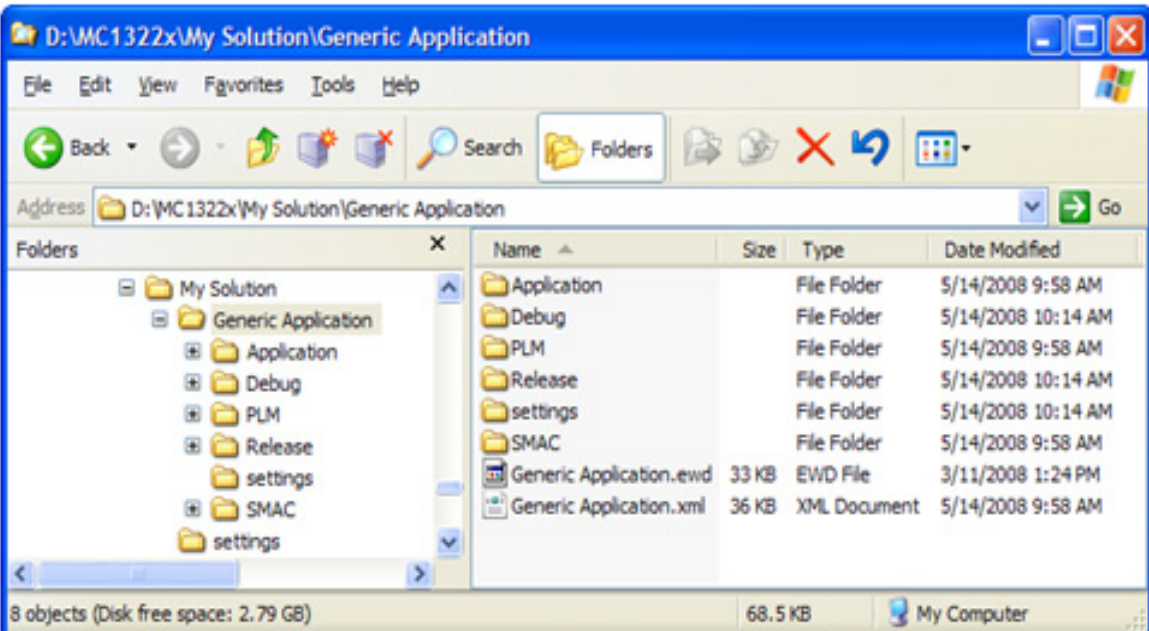 D:\MC1322x\My Solution\Generic Application
File Edit View Favorites Tools Help
Back Search Folders
Address D:\MC1322x\My Solution\Generic Application Go
Folders
My Solution
Generic Application
Application
Debug
PLM
Release
settings
SMAC
settings
Name Size Type Date Modified
Application File Folder 5/14/2008 9:58 AM
Debug File Folder 5/14/2008 10:14 AM
PLM File Folder 5/14/2008 9:58 AM
Release File Folder 5/14/2008 10:14 AM
settings File Folder 5/14/2008 10:14 AM
SMAC File Folder 5/14/2008 9:58 AM
Generic Application.ewd 33 KB EWD File 3/11/2008 1:24 PM
Generic Application.xml 36 KB XML Document 5/14/2008 9:58 AM
8 objects (Disk free space: 2.79 GB) 68.5 KB My Computer